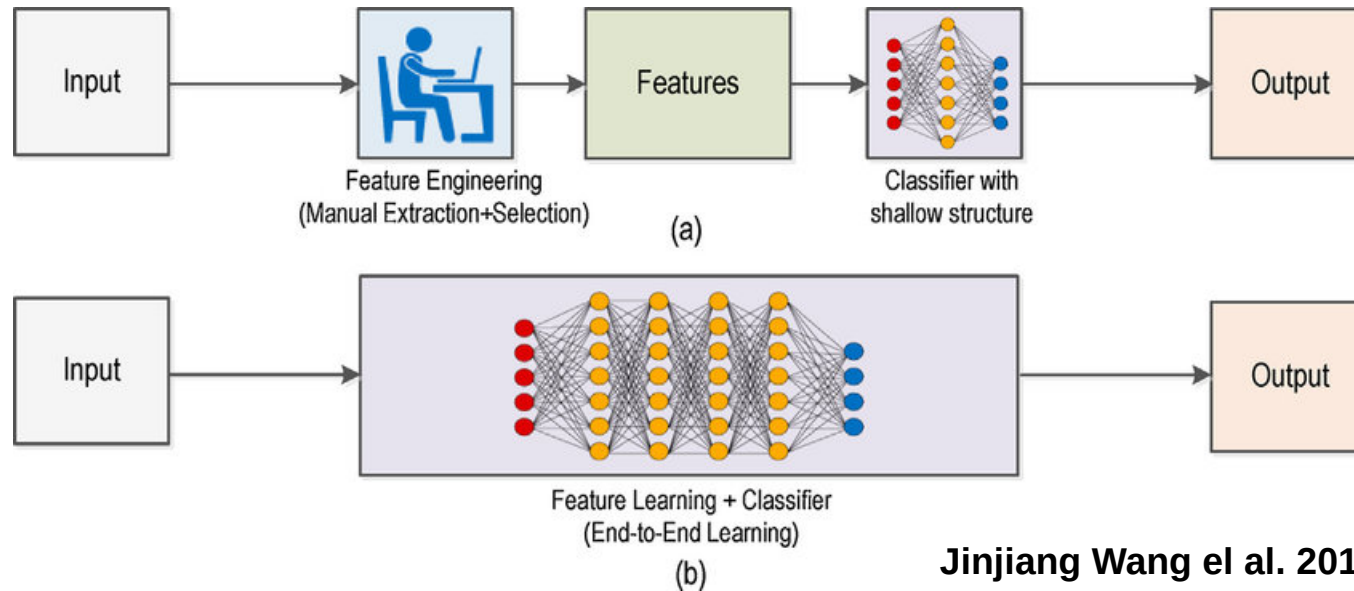 Input
Features
Output
Feature Engineering
(Manual Extraction+Selection)
Classifier with
shallow structure
(a)
Input
Output
Feature Learning + Classifier
(End-to-End Learning)
(b)
Jinjiang Wang el al. 201